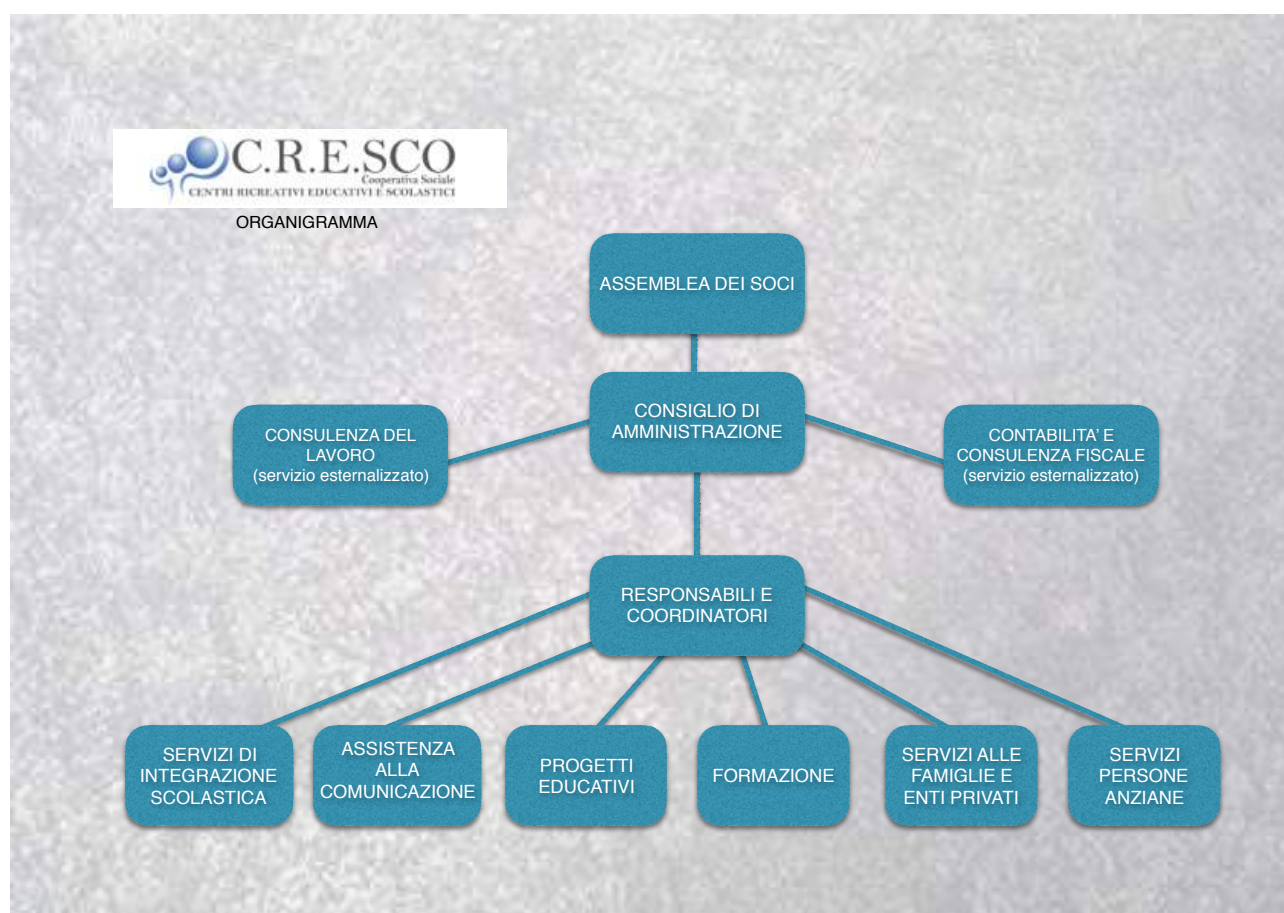 C.R.E.SCO
Cooperativa Sociale
CENTRI RICREATIVI EDUCATIVI E SCOLASTICI
ORGANIGRAMMA
ASSEMBLEA DEI SOCI
CONSIGLIO DI
AMMINISTRAZIONE
CONSULENZA DEL
LAVORO
(servizio esternalizzato)
CONTABILITA' E
CONSULENZA FISCALE
(servizio esternalizzato)
RESPONSABILI E
COORDINATORI
SERVIZI DI
INTEGRAZIONE
SCOLASTICA
ASSISTENZA
ALLA
COMUNICAZIONE
PROGETTI
EDUCATIVI
FORMAZIONE
SERVIZI ALLE
FAMIGLIE E
ENTI PRIVATI
SERVIZI
PERSONE
ANZIANE